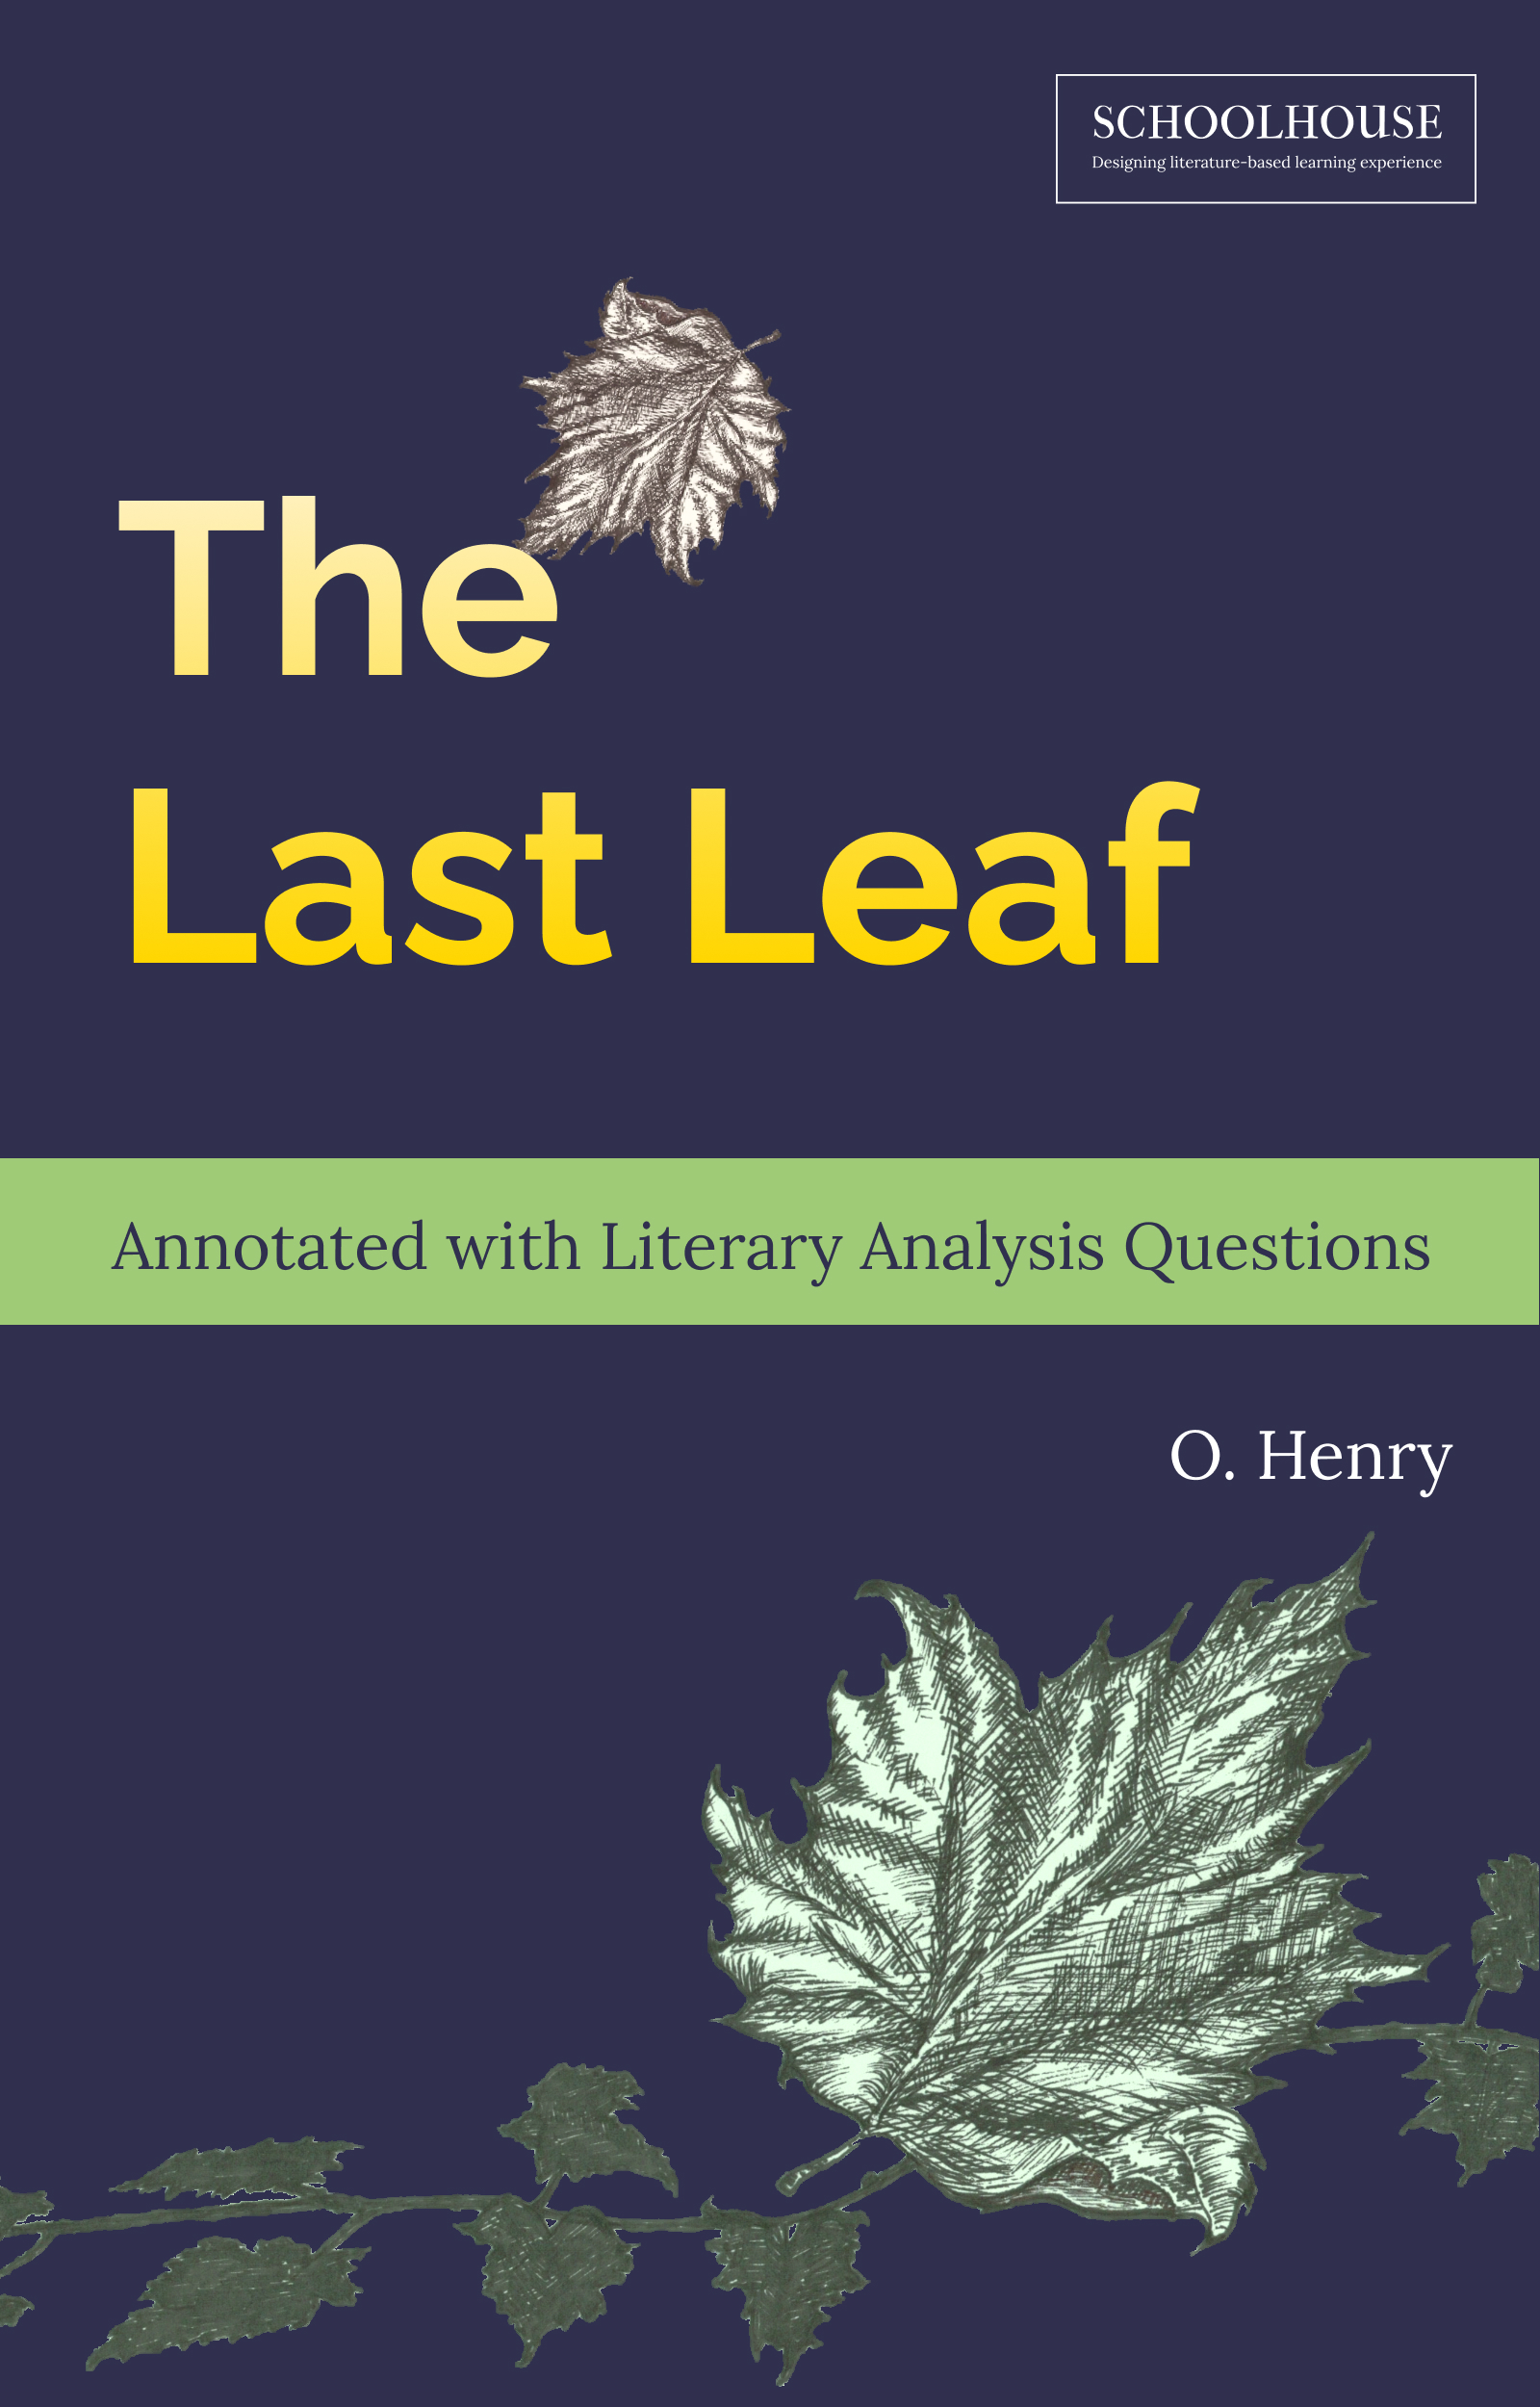 SCHOOLHOUSE
Designing literature-based learning experience
The
Last Leaf
Annotated with Literary Analysis Questions
O. Henry